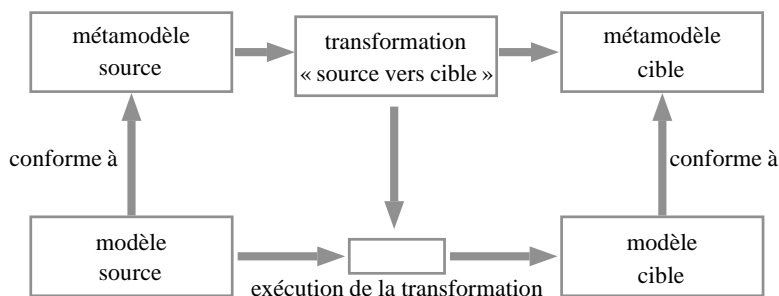 métamodèle
source
transformation
« source vers cible »
métamodèle
cible
conforme à
conforme à
modèle
source
exécution de la transformation
modèle
cible